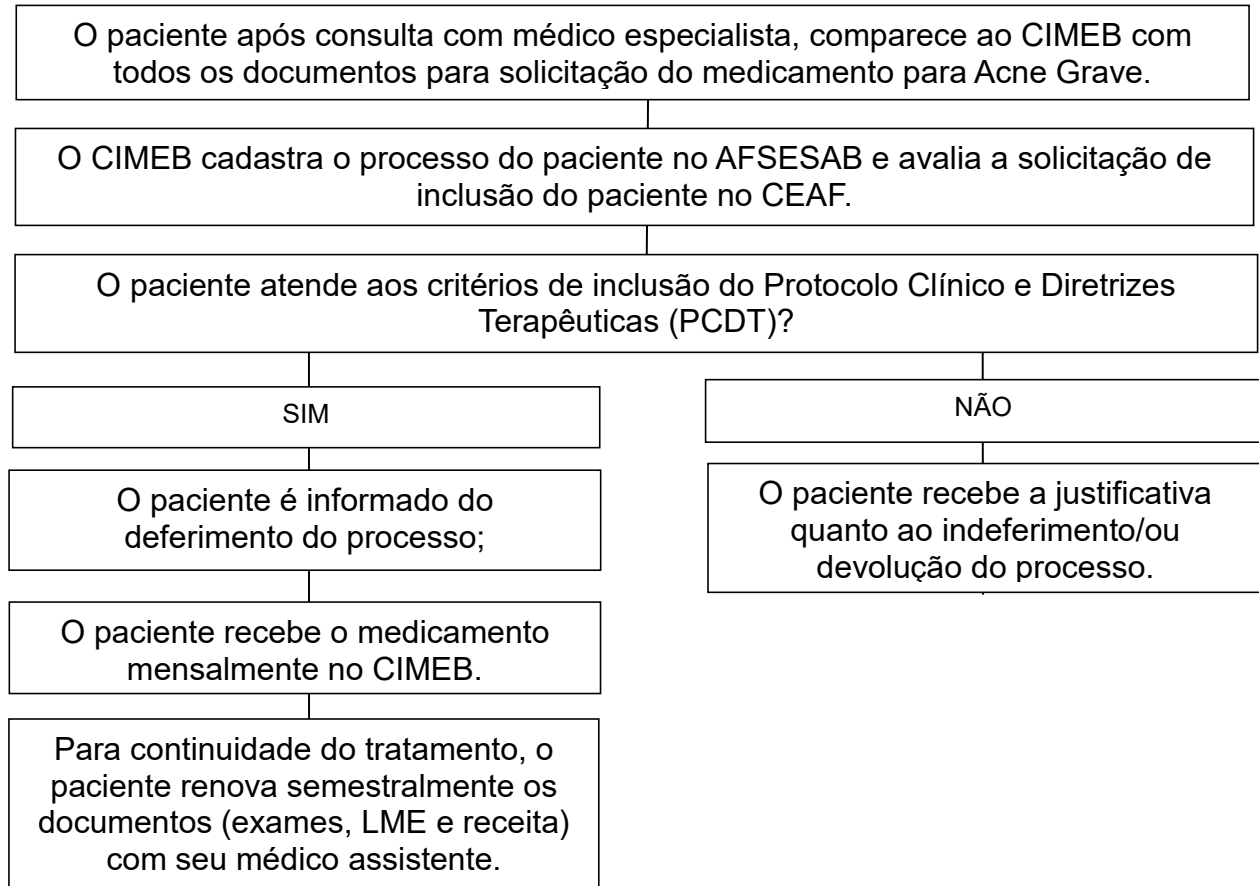 O paciente após consulta com médico especialista, comparece ao CIMEB com
todos os documentos para solicitação do medicamento para Acne Grave.
O CIMEB cadastra o processo do paciente no AFSESAB e avalia a solicitação de
inclusão do paciente no CEAF.
O paciente atende aos critérios de inclusão do Protocolo Clínico e Diretrizes
Terapêuticas (PCDT)?
SIM
O paciente é informado do
deferimento do processo;
O paciente recebe o medicamento
mensalmente no CIMEB.
Para continuidade do tratamento, o
paciente renova semestralmente os
documentos (exames, LME e receita)
com seu médico assistente.
NÃO
O paciente recebe a justificativa
quanto ao indeferimento/ou
devolução do processo.